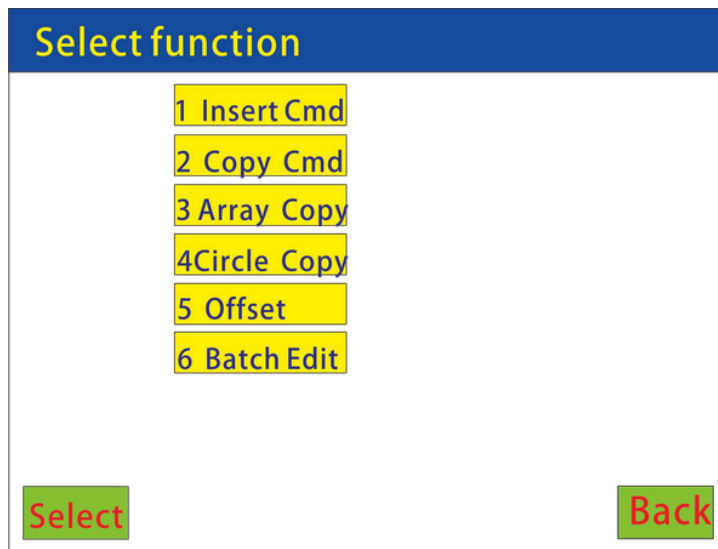 Select function
1 Insert Cmd
2 Copy Cmd
3 Array Copy
4Circle Copy
5 Offset
6 Batch Edit
Select
Back